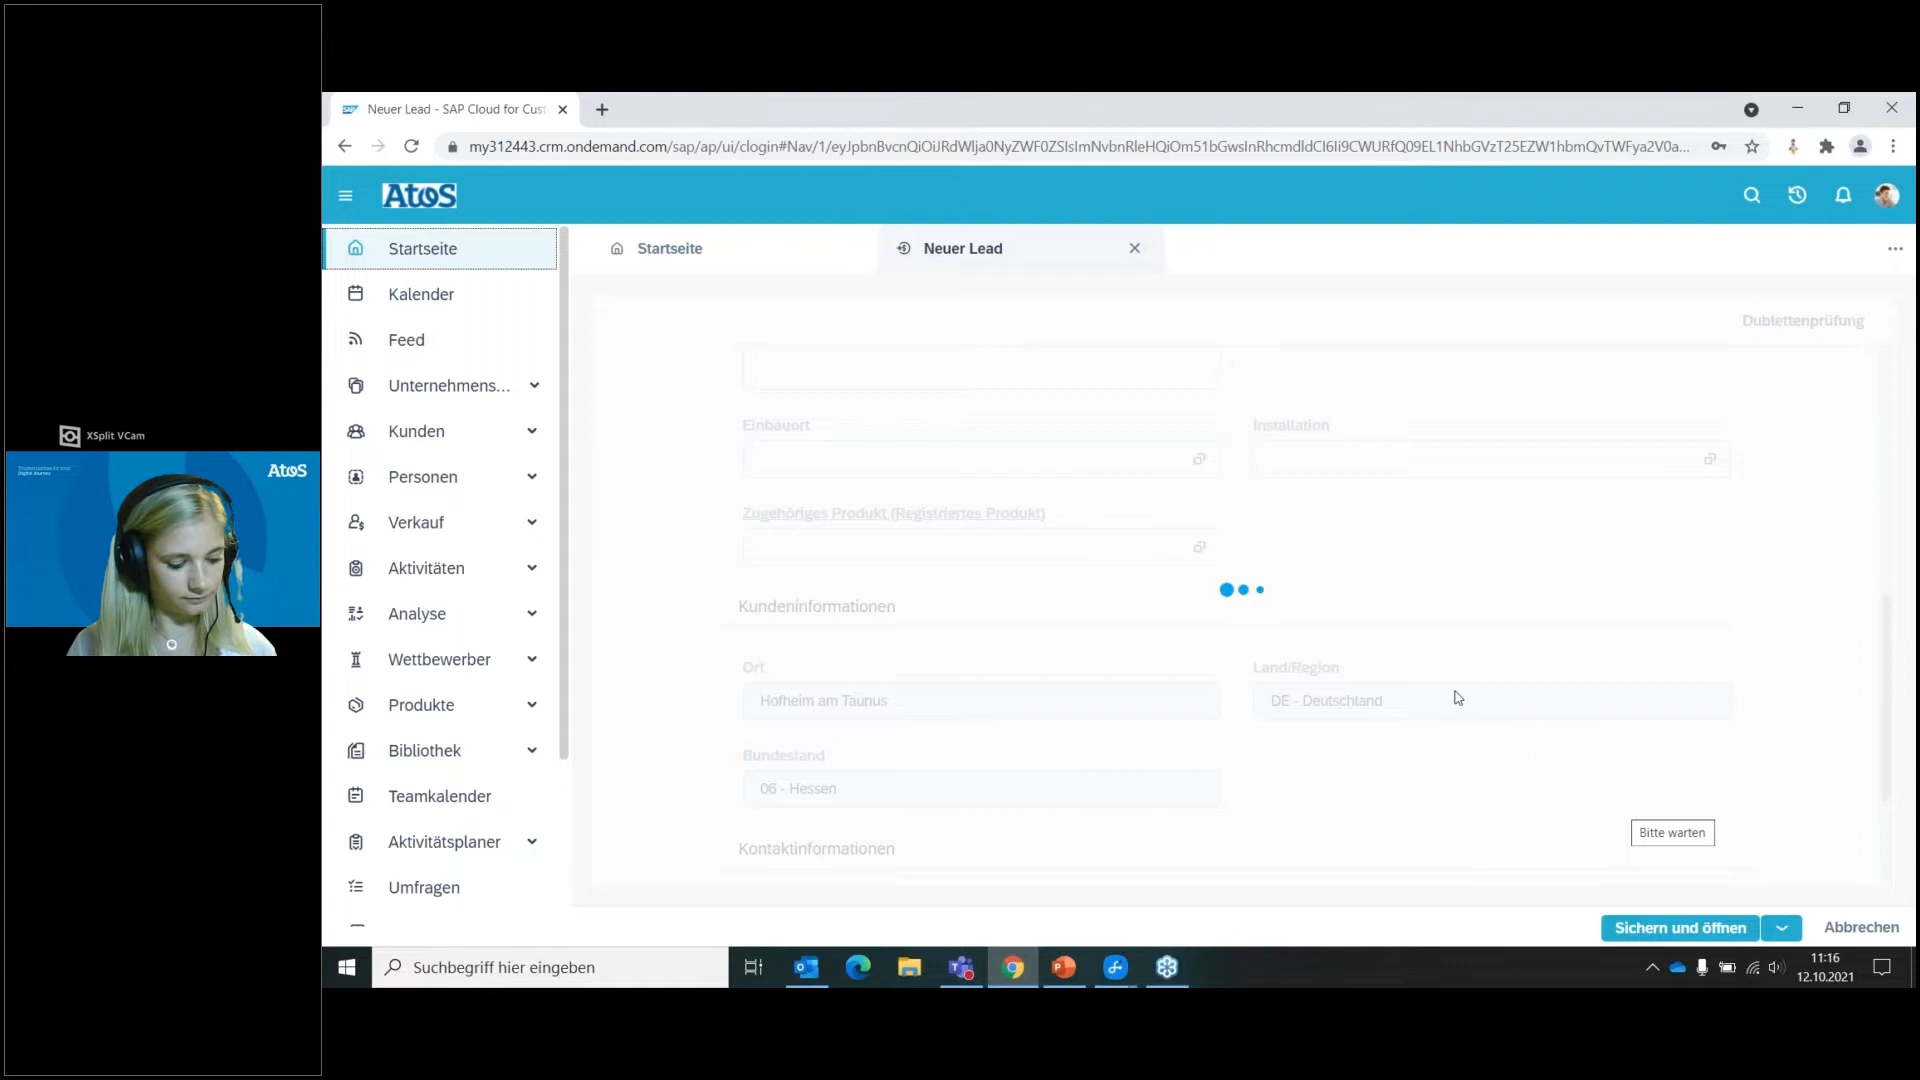 XSplit VCam
Atos
Neuer Lead - SAP Cloud for Cust
my312443.crm.ondemand.com/sap/ap/ui/clogin#Nav/1/
Atos
Startseite
Kalender
Feed
Unternehmens...
Kunden
Personen
Verkauf
Aktivitäten
Analyse
Wettbewerber
Produkte
Bibliothek
Teamkalender
Aktivitätsplaner
Umfragen
Startseite
Neuer Lead
Dublettenprüfung
Einbauort
Installation
Zugehöriges Produkt (Registriertes Produkt)
Kundeninformationen
Ort
Land/Region
Hofheim am Taunus
DE - Deutschland
Bundesland
06 - Hessen
Bitte warten
Kontaktinformationen
Sichern und öffnen
Abbrechen
Suchbegriff hier eingeben
11:16
12.10.2021